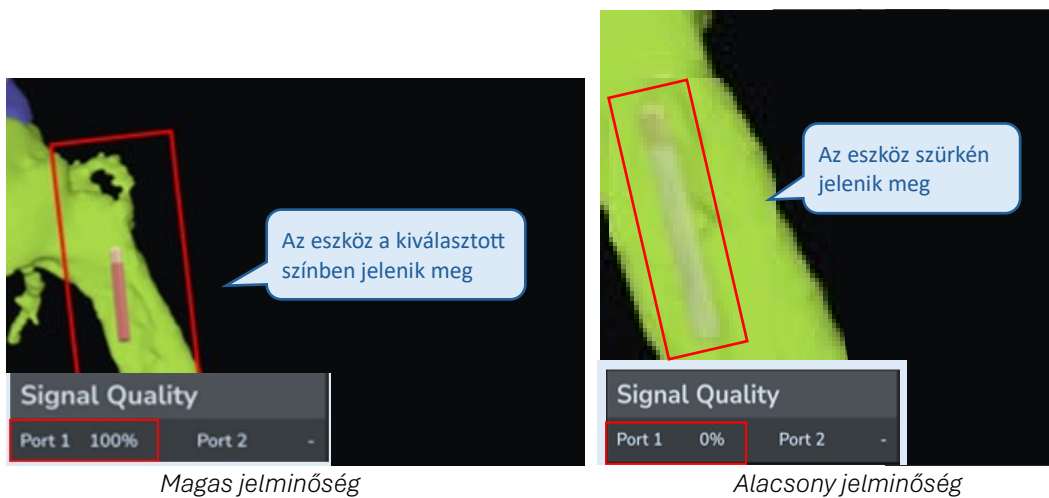 Az eszköz a kiválasztott
színben jelenik meg
Signal Quality
Port 1 100% Port 2 -
Magas jelminőség
Az eszköz szürkén
jelenik meg
Signal Quality
Port 1 0% Port 2 -
Alacsony jelminőség